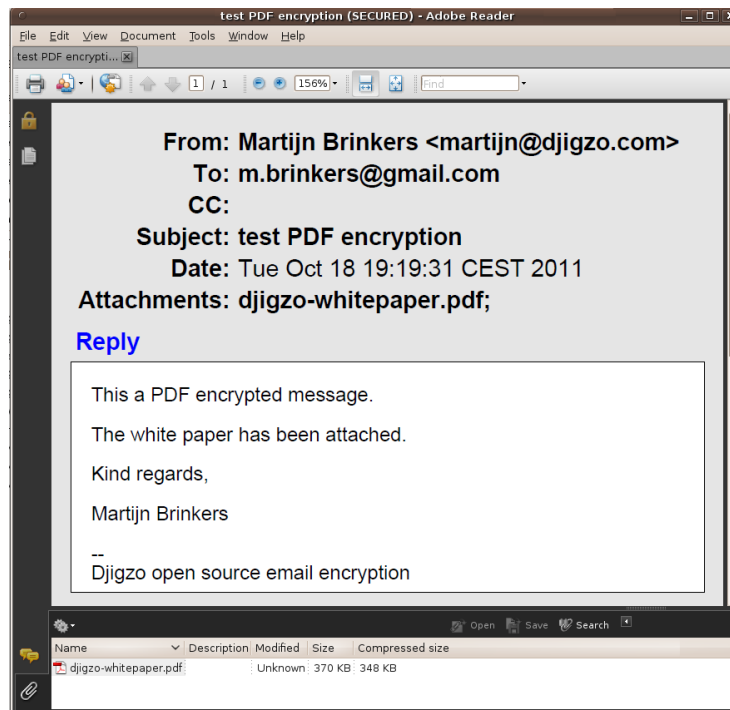 test PDF encryption (SECURED) - Adobe Reader
File Edit View Document Tools Window Help
test PDF encrypti...
1 / 1 156% Find
From: Martijn Brinkers <martijn@djigzo.com>
To: m.brinkers@gmail.com
CC:
Subject: test PDF encryption
Date: Tue Oct 18 19:19:31 CEST 2011
Attachments: djigzo-whitepaper.pdf;
Reply
This a PDF encrypted message.
The white paper has been attached.
Kind regards,
Martijn Brinkers
--
Djigzo open source email encryption
Open Save Search
Name Description Modified Size Compressed size
djigzo-whitepaper.pdf Unknown 370 KB 348 KB